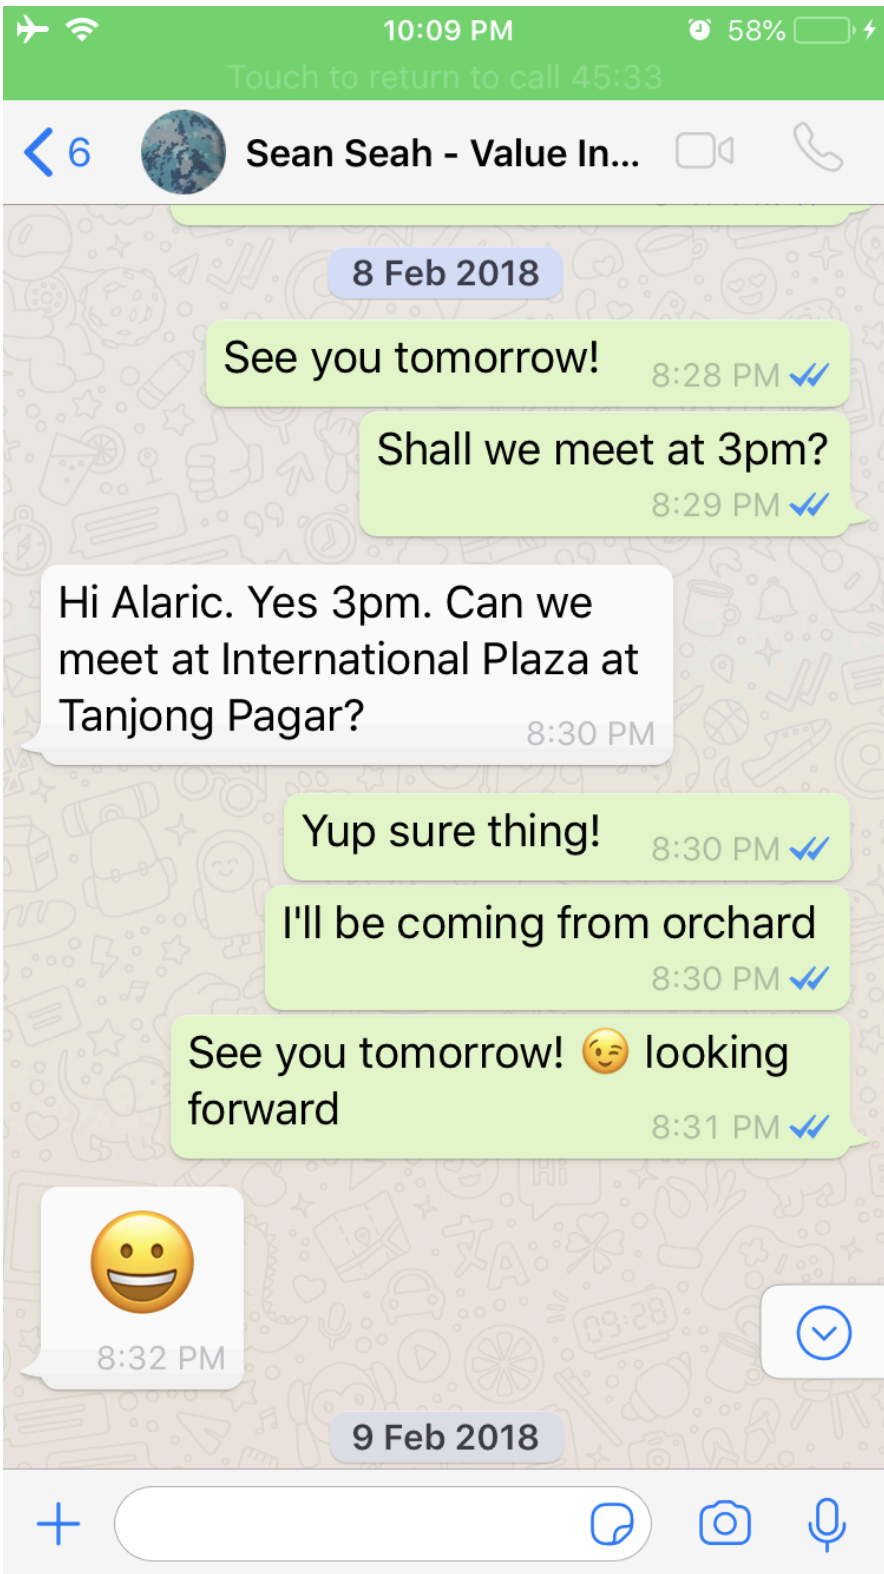 10:09 PM
58%
Touch to return to call 45:33
6
Sean Seah - Value In...
8 Feb 2018
See you tomorrow!
8:28 PM
Shall we meet at 3pm?
8:29 PM
Hi Alaric. Yes 3pm. Can we
meet at International Plaza at
Tanjong Pagar?
8:30 PM
Yup sure thing!
8:30 PM
I'll be coming from orchard
8:30 PM
See you tomorrow! 😉 looking
forward
8:31 PM
😀
8:32 PM
9 Feb 2018